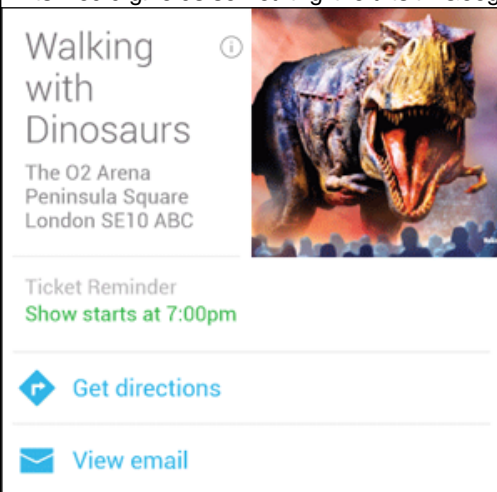 Walking
with
Dinosaurs
The O2 Arena
Peninsula Square
London SE10 ABC
Ticket Reminder
Show starts at 7:00pm
Get directions
View email